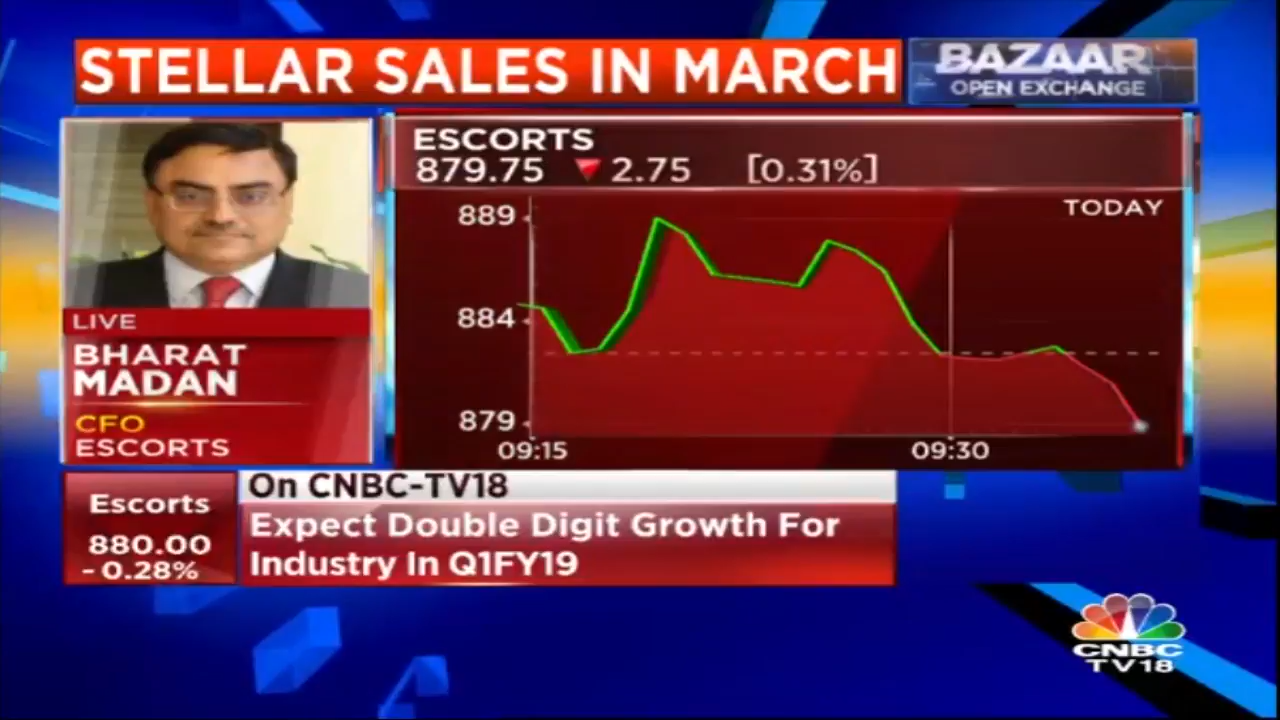 STELLAR SALES IN MARCH
BAZAAR
OPEN EXCHANGE
ESCORTS
879.75 ▼ 2.75 [0.31%]
TODAY
889
884
879
09:15 09:30
LIVE
BHARAT
MADAN
CFO
ESCORTS
Escorts
880.00
- 0.28%
On CNBC-TV18
Expect Double Digit Growth For
Industry In Q1FY19
CNBC
TV18